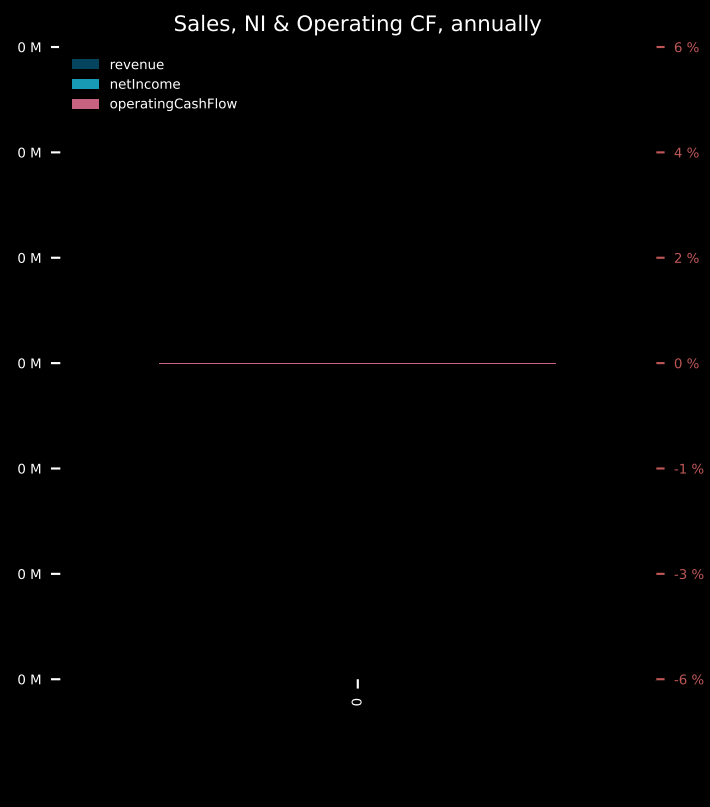 Sales, NI & Operating CF, annually
0 M
6 %
revenue
netIncome
operatingCashFlow
0 M
4 %
0 M
2 %
0 M
0 %
0 M
-1 %
0 M
-3 %
0 M
-6 %
0